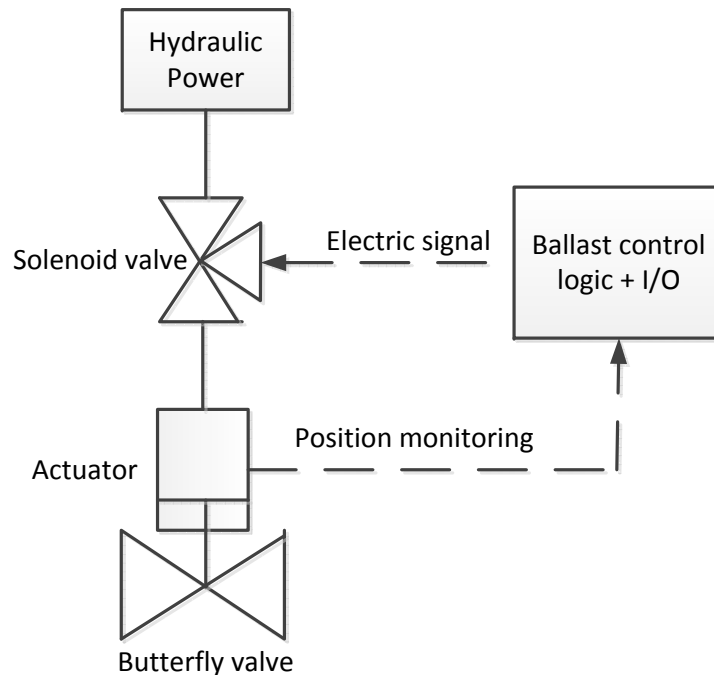 Hydraulic
Power
Solenoid valve
Electric signal
Ballast control
logic + I/O
Actuator
Position monitoring
Butterfly valve